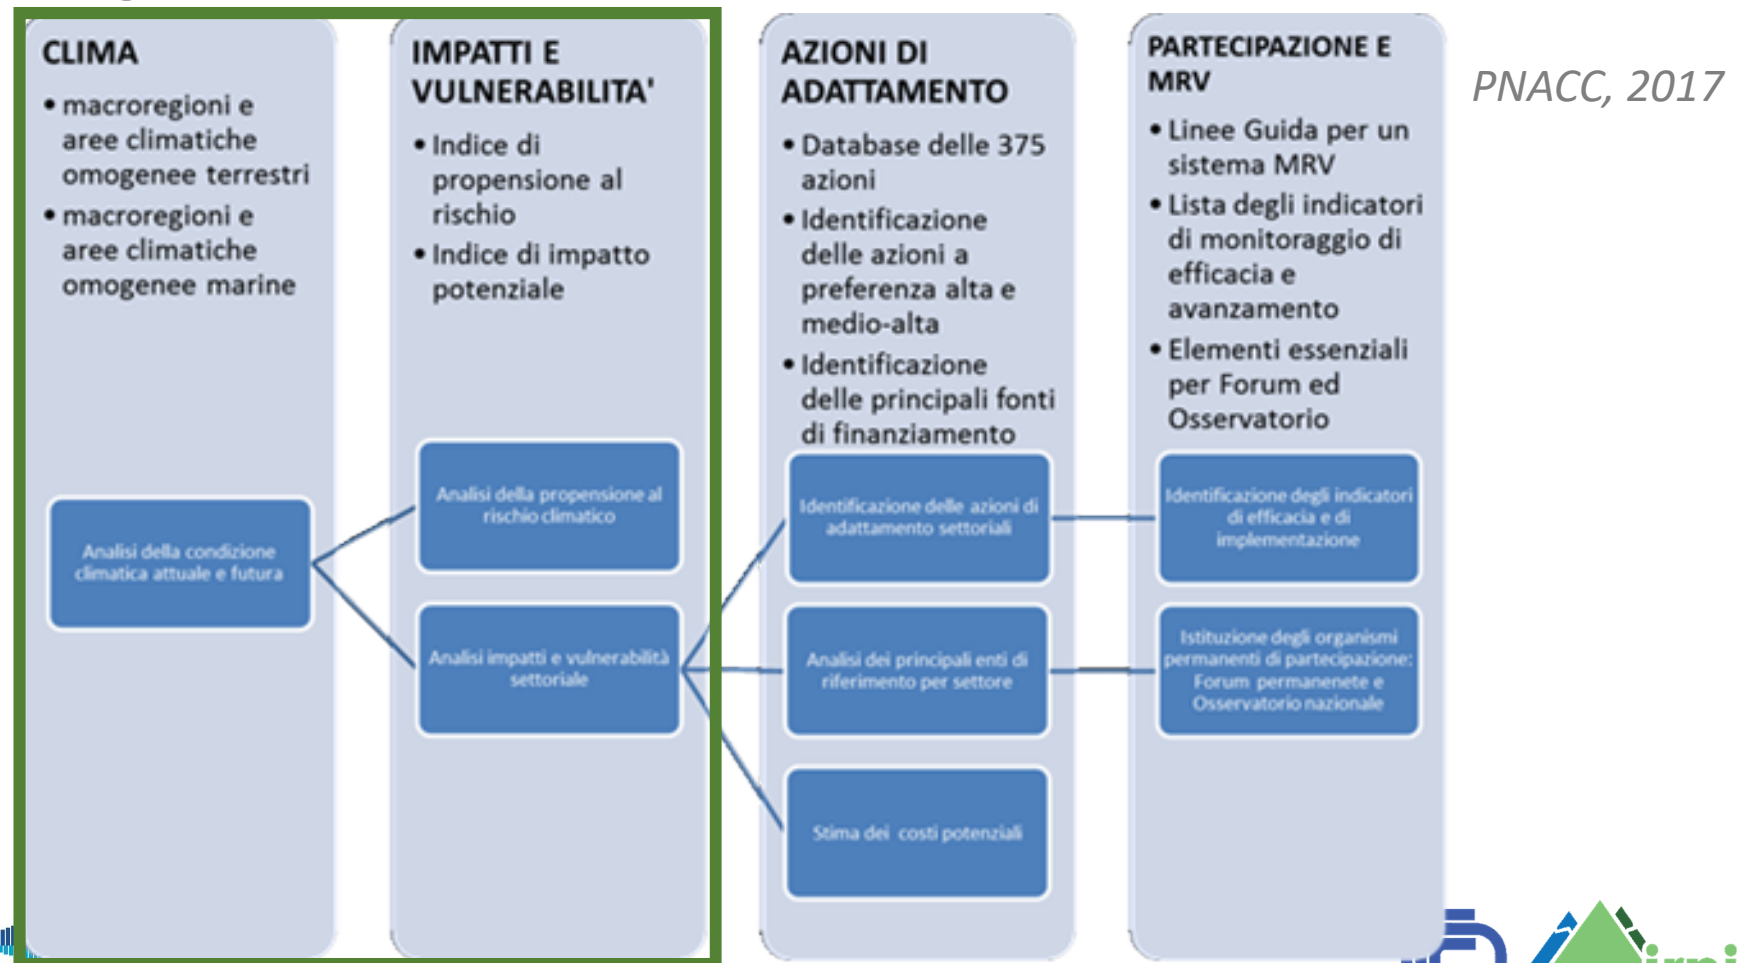 CLIMA
• macroregioni e
aree climatiche
omogenee terrestri
• macroregioni e
aree climatiche
omogenee marine
Analisi della condizione
climatica attuale e futura
IMPATTI E
VULNERABILITA'
• Indice di
propensione al
rischio
• Indice di impatto
potenziale
Analisi della propensione al
rischio climatico
Analisi impatti e vulnerabilità
settoriale
AZIONI DI
ADATTAMENTO
• Database delle 375
azioni
• Identificazione
delle azioni a
preferenza alta e
medio-alta
• Identificazione
delle principali fonti
di finanziamento
Identificazione delle azioni di
adattamento settoriali
Analisi dei principali enti di
riferimento per settore
Stima dei costi potenziali
PARTECIPAZIONE E
MRV
• Linee Guida per un
sistema MRV
• Lista degli indicatori
di monitoraggio di
efficacia e
avanzamento
• Elementi essenziali
per Forum ed
Osservatorio
Identificazione degli indicatori
di efficacia e di
implementazione
Istituzione degli organismi
permanenti di partecipazione:
Forum permanenete e
Osservatorio nazionale
PNACC, 2017